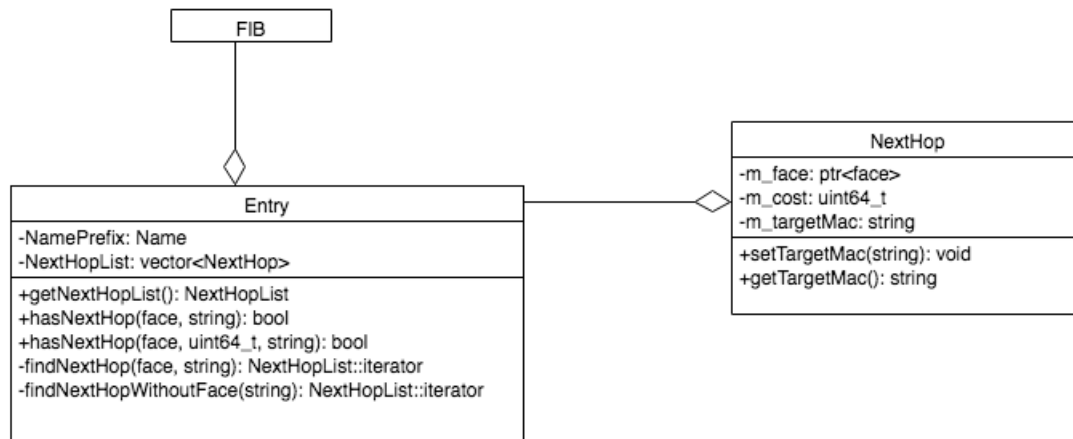 FIB
Entry
-NamePrefix: Name
-NextHopList: vector<NextHop>
+getNextHopList(): NextHopList
+hasNextHop(face, string): bool
+hasNextHop(face, uint64_t, string): bool
-findNextHop(face, string): NextHopList::iterator
-findNextHopWithoutFace(string): NextHopList::iterator
NextHop
-m_face: ptr<face>
-m_cost: uint64_t
-m_targetMac: string
+setTargetMac(string): void
+getTargetMac(): string